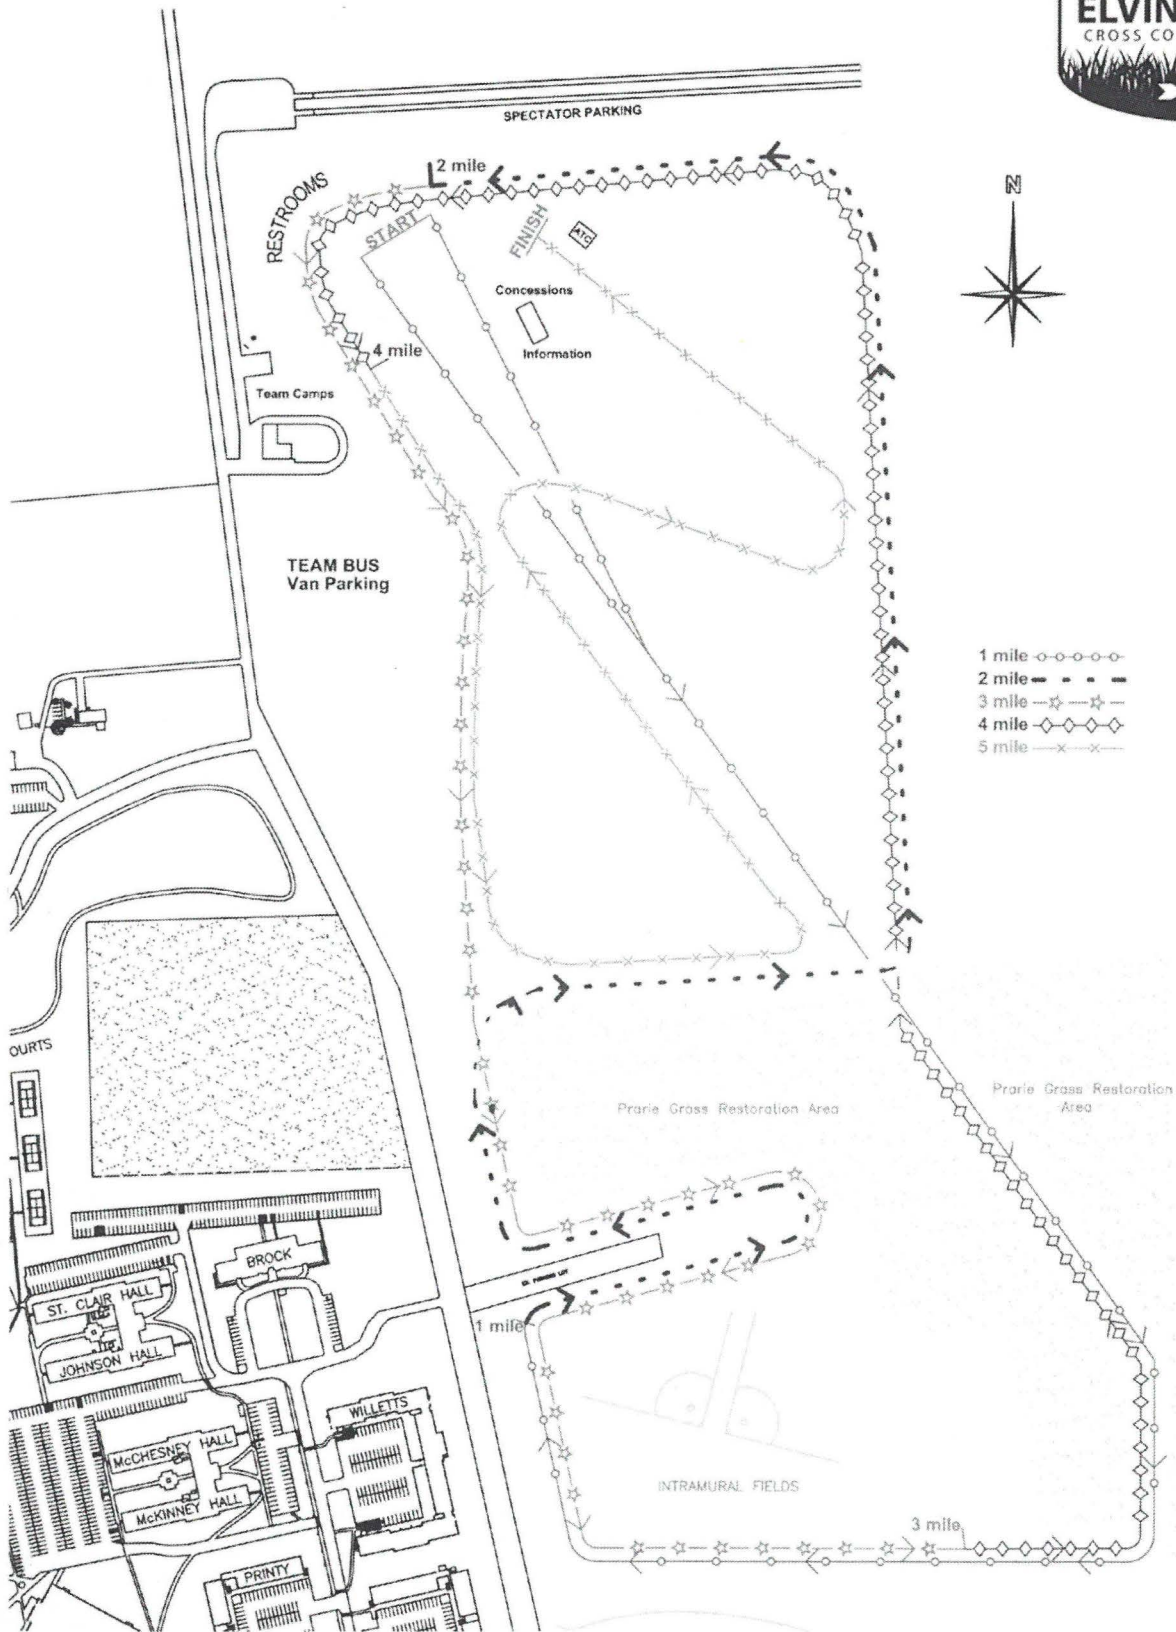 ELVIN
CROSS CO
SPECTATOR PARKING
2 mile
RESTROOMS
START
FINISH
ATC
N
Concessions
Information
4 mile
Team Camps
TEAM BUS
Van Parking
1 mile
2 mile
3 mile
4 mile
5 mile
OURTS
Prarie Grass Restoration Area
Prarie Grass Restoration
Area
BROCK
ST. CLAIR HALL
JOHNSON HALL
1 mile
WILLETTS
McCHESNEY HALL
McKINNEY HALL
INTRAMURAL FIELDS
3 mile
PRINTY